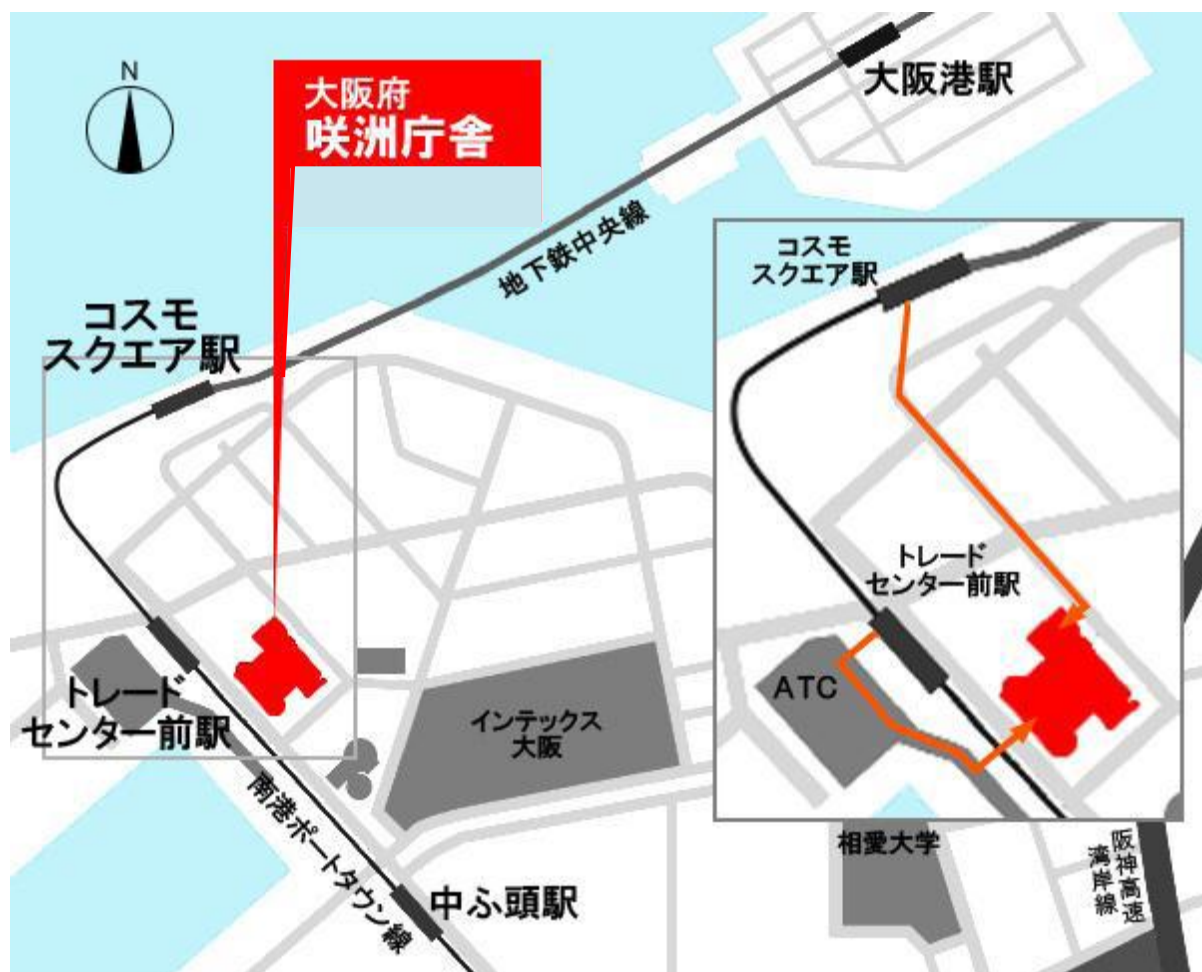 N
大阪府
咲洲庁舎
大阪港駅
地下鉄中央線
コスモ
スクエア駅
コスモ
スクエア駅
トレード
センター前駅
ATC
トレード
センター前駅
インテックス
大阪
南港ポートタウン線
中ふ頭駅
相愛大学
阪神高速
湾岸線